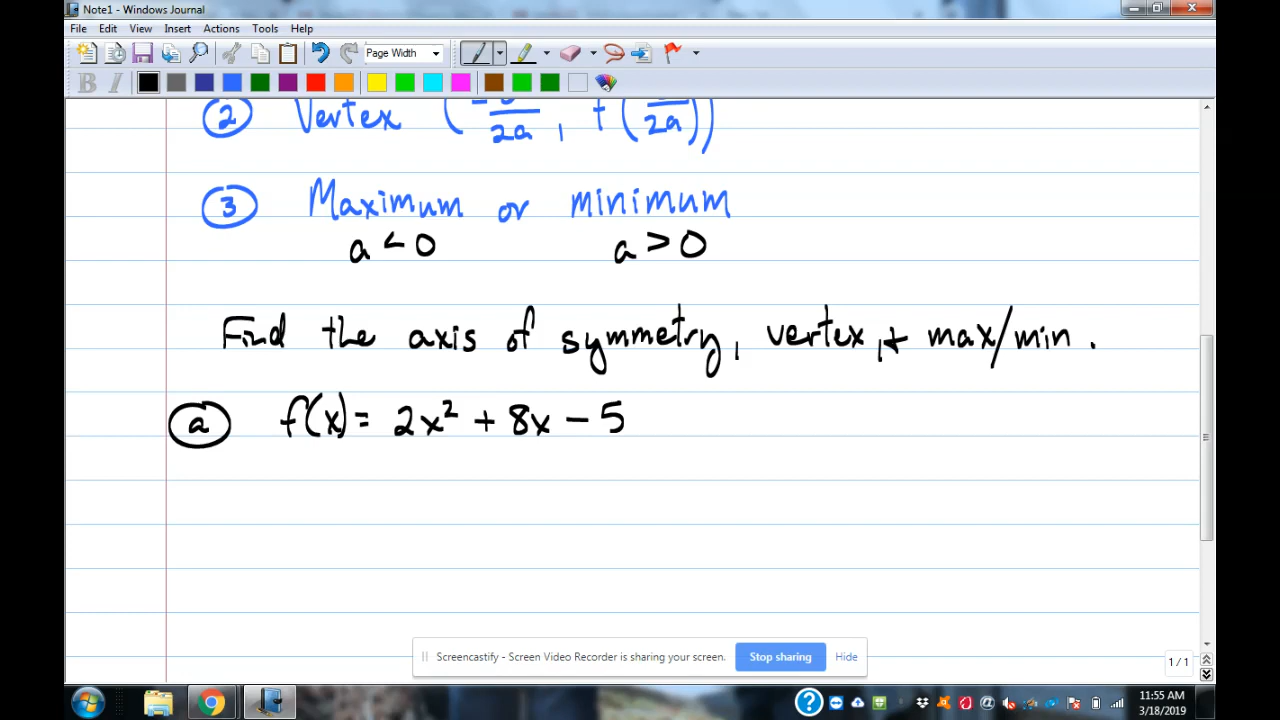 Note1 - Windows Journal
File Edit View Insert Actions Tools Help
Page Width
B I
2 Vertex ( -b/2a , f( /2a ))
3 Maximum or minimum
a < 0 a > 0
Find the axis of symmetry, vertex, + max/min.
a f(x) = 2x² + 8x - 5
Screencastify - Screen Video Recorder is sharing your screen. Stop sharing Hide
1 / 1
11:55 AM
3/18/2019